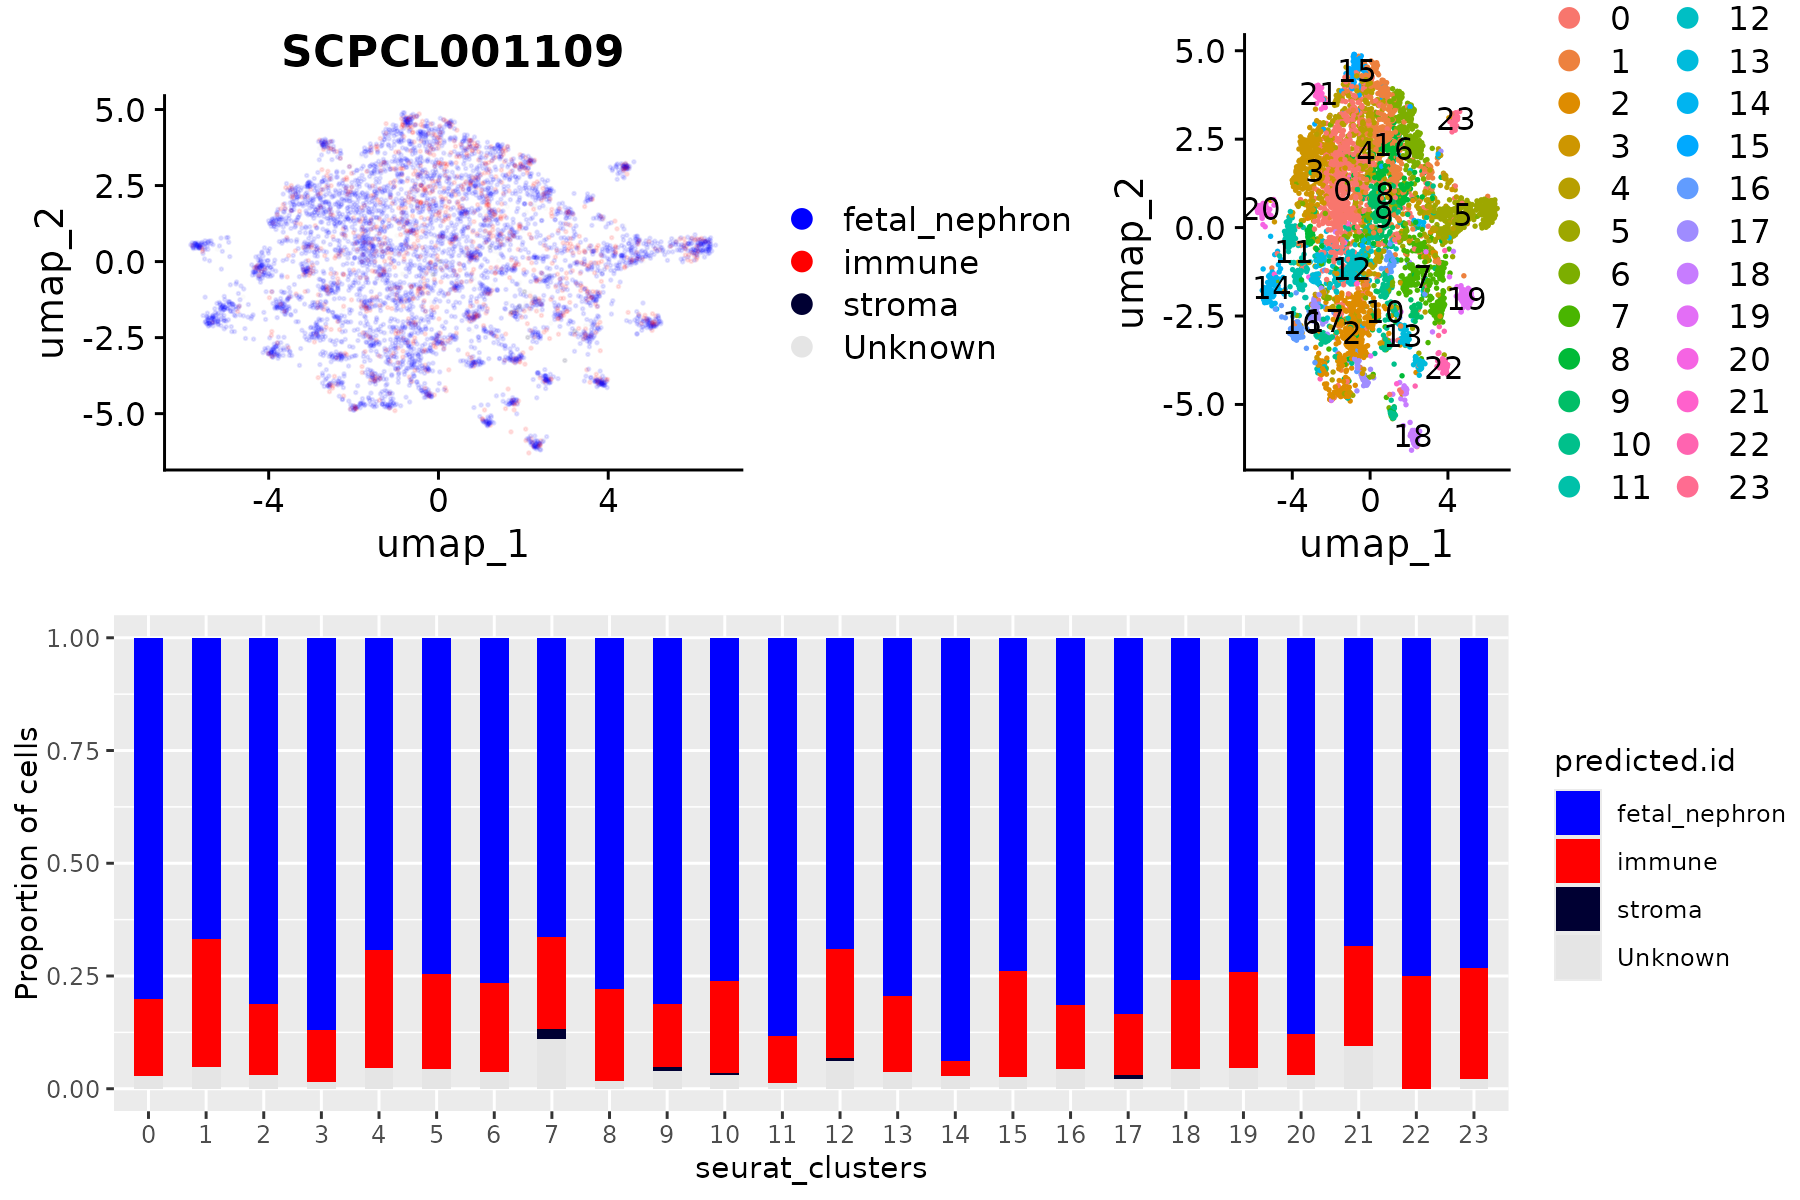 SCPCL001109
5.0
2.5
0.0
-2.5
-5.0
umap_2
-4 0 4
umap_1
fetal_nephron
immune
stroma
Unknown
5.0
2.5
0.0
-2.5
-5.0
umap_2
-4 0 4
umap_1
15
21
23
1
6
4
3
0
8
20
9
5
11
12
7
14
19
10
16
17
2
13
22
18
0 12
1 13
2 14
3 15
4 16
5 17
6 18
7 19
8 20
9 21
10 22
11 23
1.00
0.75
0.50
0.25
0.00
Proportion of cells
0 1 2 3 4 5 6 7 8 9 10 11 12 13 14 15 16 17 18 19 20 21 22 23
seurat_clusters
predicted.id
fetal_nephron
immune
stroma
Unknown